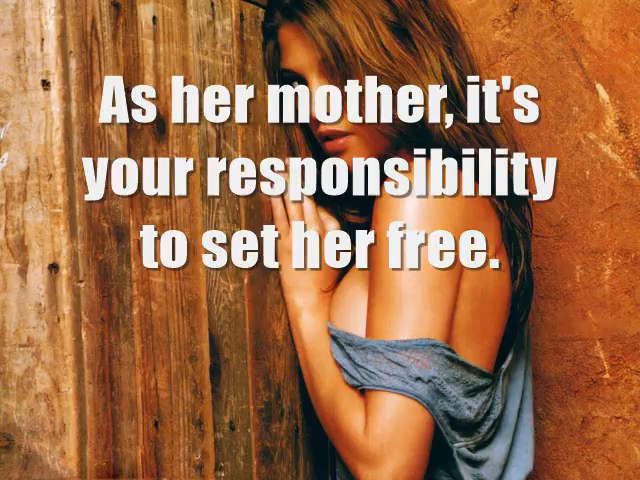 As her mother, it's
your responsibility
to set her free.